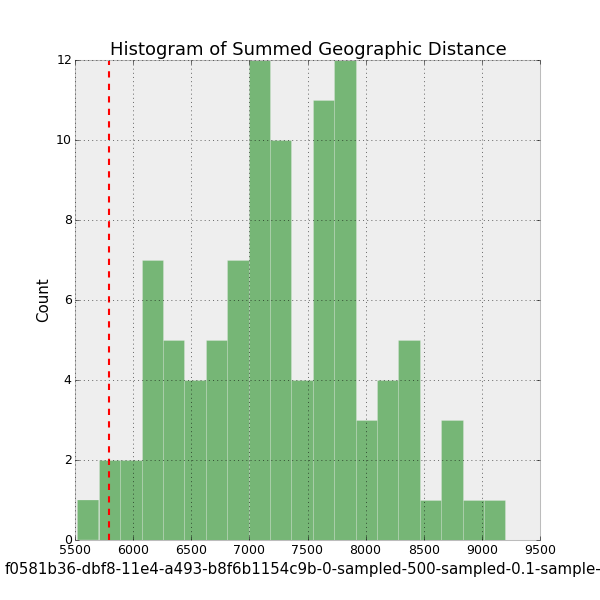 Histogram of Summed Geographic Distance
12
10
8
6
4
2
0
Count
5500 6000 6500 7000 7500 8000 8500 9000 9500
f0581b36-dbf8-11e4-a493-b8f6b1154c9b-0-sampled-500-sampled-0.1-sample-